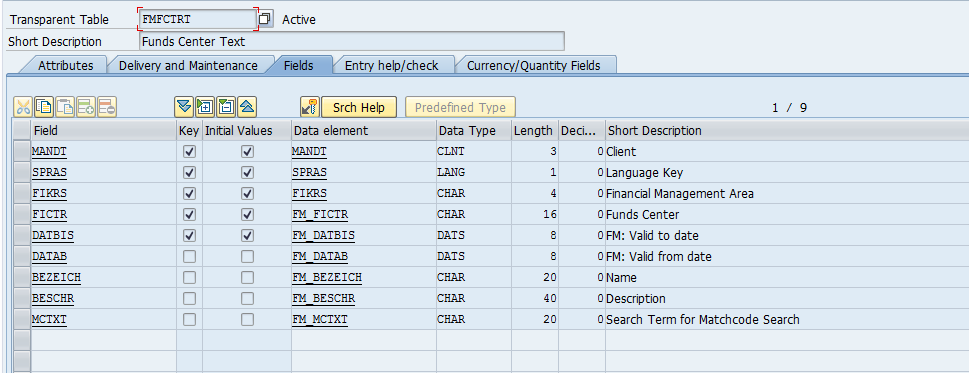 Transparent Table FMFCTRT Active
Short Description Funds Center Text
Attributes Delivery and Maintenance Fields Entry help/check Currency/Quantity Fields
Srch Help Predefined Type 1 / 9
Field Key Initial Values Data element Data Type Length Deci... Short Description
MANDT MANDT CLNT 3 0 Client
SPRAS SPRAS LANG 1 0 Language Key
FIKRS FIKRS CHAR 4 0 Financial Management Area
FICTR FM_FICTR CHAR 16 0 Funds Center
DATBIS FM_DATBIS DATS 8 0 FM: Valid to date
DATAB FM_DATAB DATS 8 0 FM: Valid from date
BEZEICH FM_BEZEICH CHAR 20 0 Name
BESCHR FM_BESCHR CHAR 40 0 Description
MCTXT FM_MCTXT CHAR 20 0 Search Term for Matchcode Search